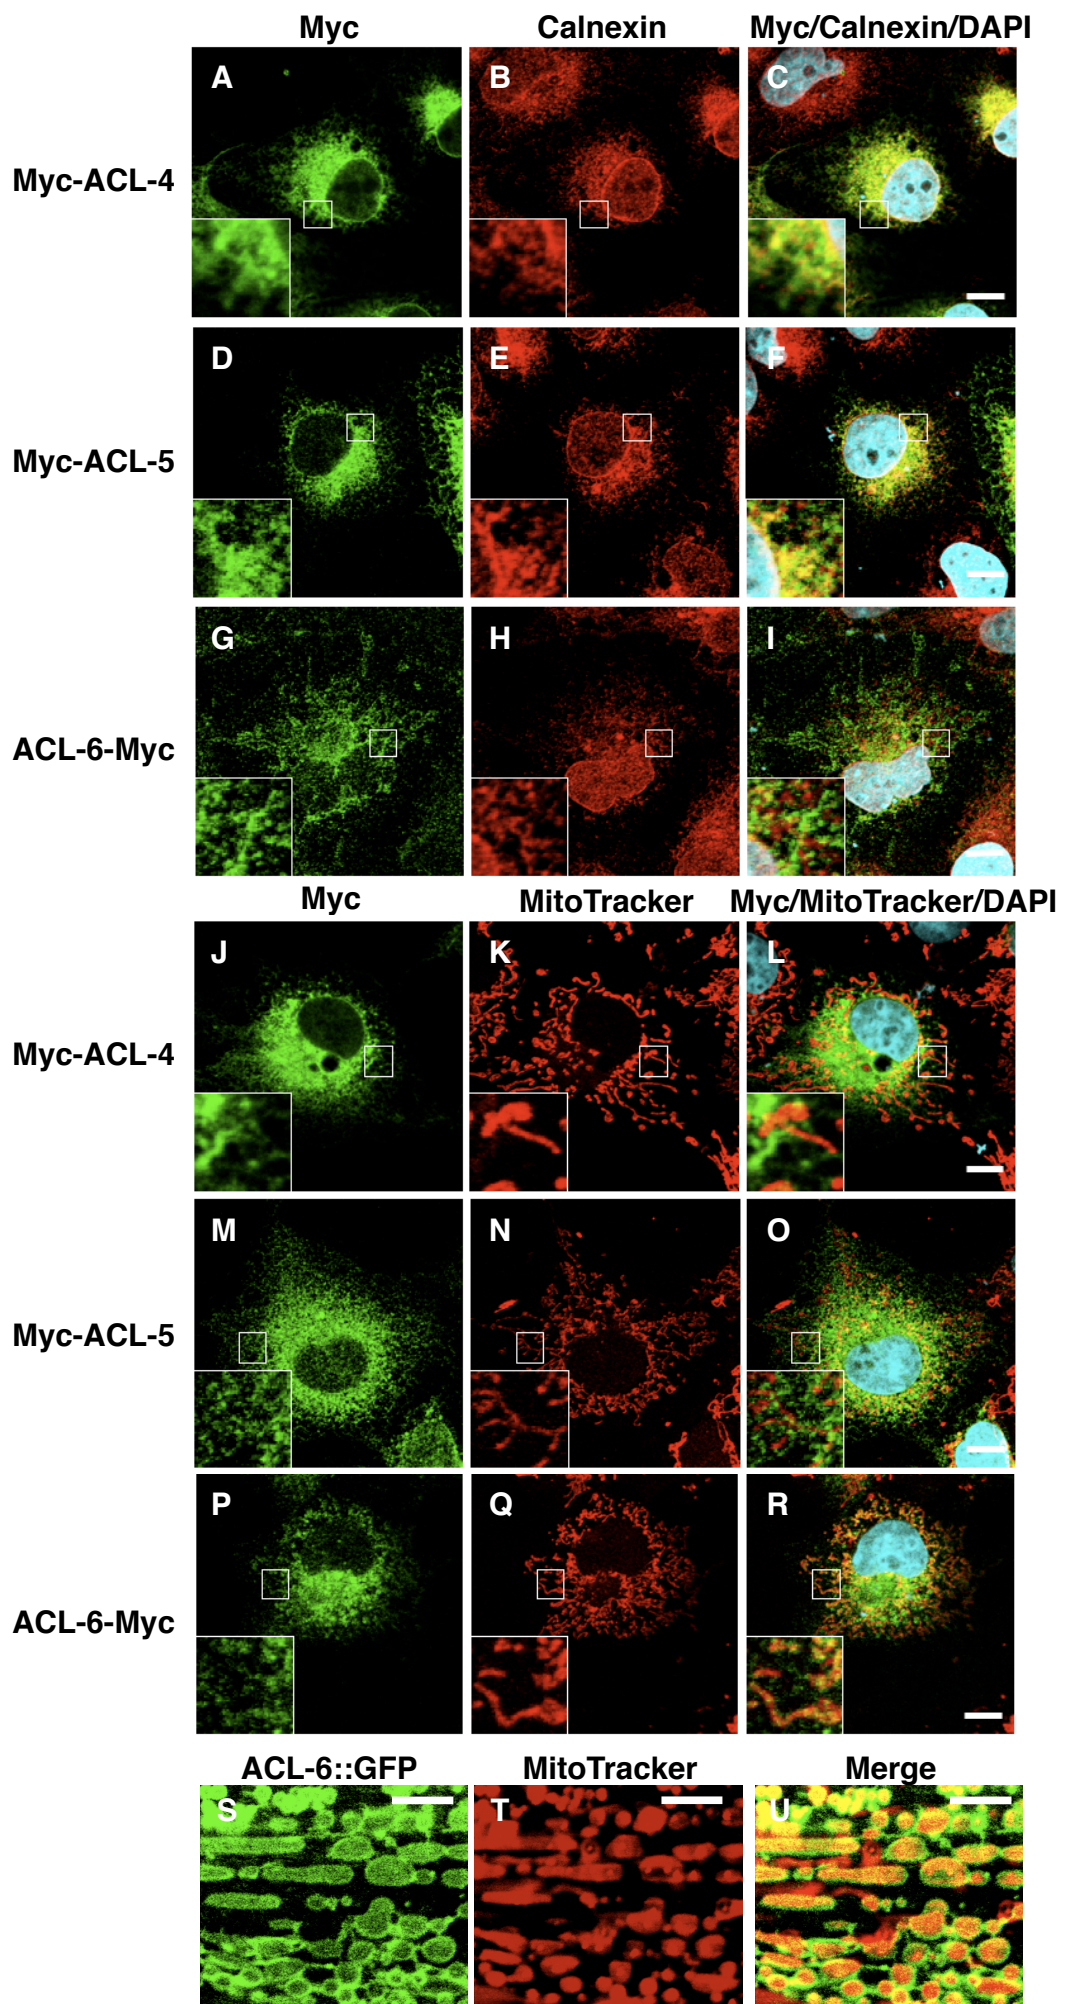 Myc Calnexin Myc/Calnexin/DAPI
A B C
Myc-ACL-4
D E F
Myc-ACL-5
G H I
ACL-6-Myc
Myc MitoTracker Myc/MitoTracker/DAPI
J K L
Myc-ACL-4
M N O
Myc-ACL-5
P Q R
ACL-6-Myc
ACL-6::GFP MitoTracker Merge
S T U